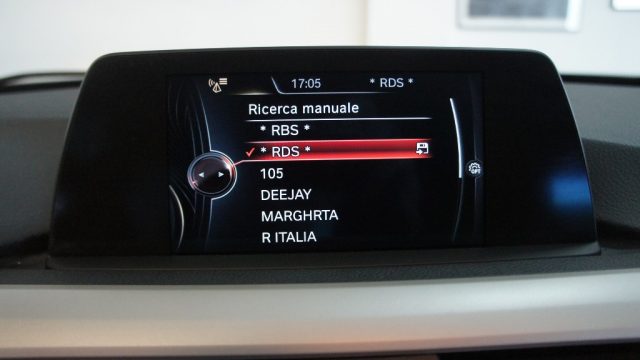 17:05 * RDS *
Ricerca manuale
* RBS *
* RDS *
105
DEEJAY
MARGHRTA
R ITALIA